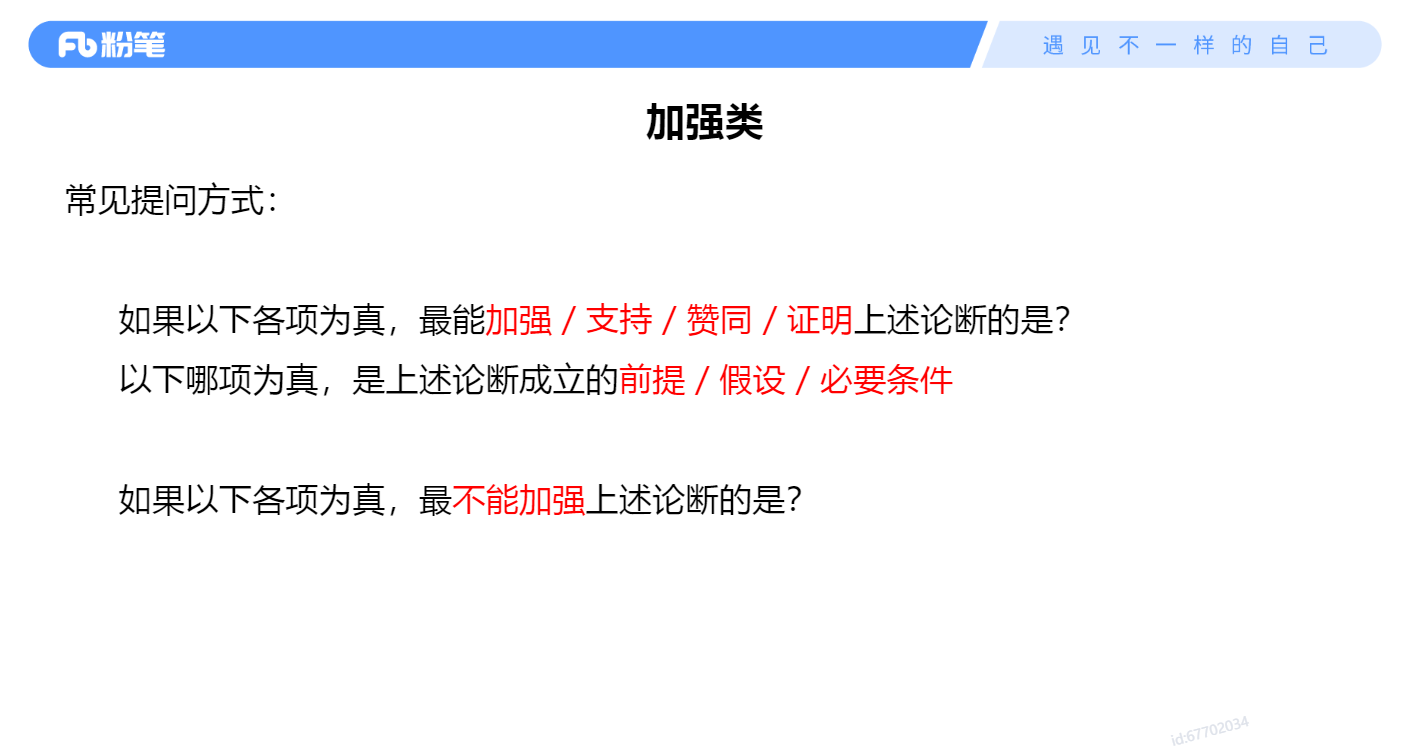 Fb粉笔
遇见不一样的自己
加强类
常见提问方式：
如果以下各项为真，最能加强 / 支持 / 赞同 / 证明上述论断的是？
以下哪项为真，是上述论断成立的前提 / 假设 / 必要条件
如果以下各项为真，最不能加强上述论断的是？
id:67702034